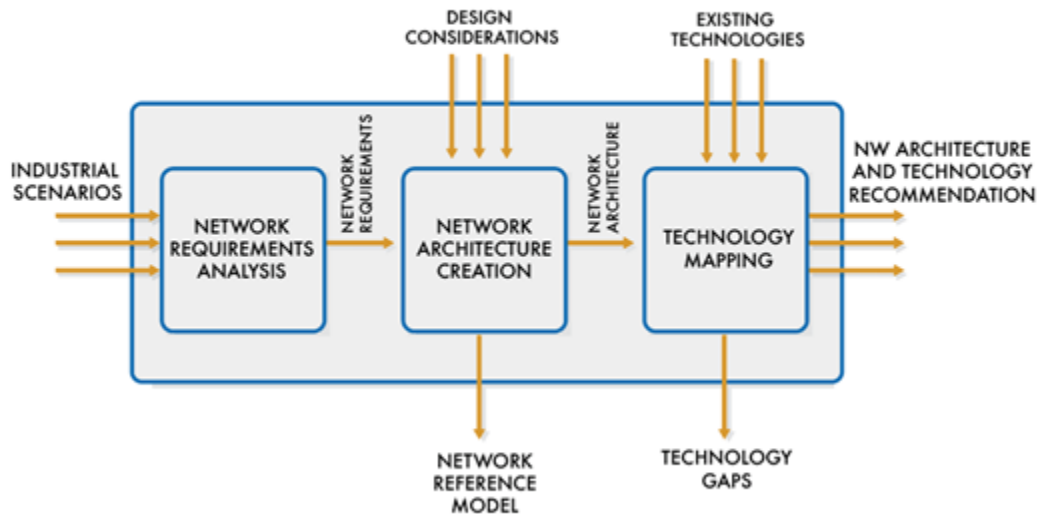 DESIGN
CONSIDERATIONS
EXISTING
TECHNOLOGIES
INDUSTRIAL
SCENARIOS
NETWORK
REQUIREMENTS
ANALYSIS
NETWORK
REQUIREMENTS
NETWORK
ARCHITECTURE
CREATION
NETWORK
ARCHITECTURE
TECHNOLOGY
MAPPING
NW ARCHITECTURE
AND TECHNOLOGY
RECOMMENDATION
NETWORK
REFERENCE
MODEL
TECHNOLOGY
GAPS